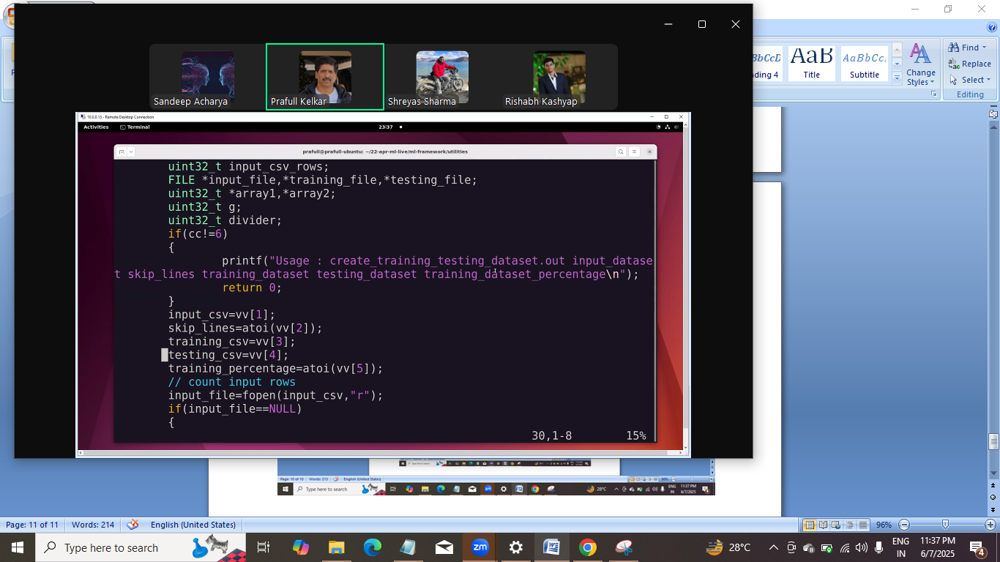 Sandeep Acharya
Prafull Kelkar
Shreyas Sharma
Rishabh Kashyap
10.0.0.13 - Remote Desktop Connection
Activities
Terminal
23:37
prafull@prafull-ubuntu: ~/22-apr-ml-live/ml-framework/utilities
uint32_t input_csv_rows;
FILE *input_file,*training_file,*testing_file;
uint32_t *array1,*array2;
uint32_t g;
uint32_t divider;
if(cc!=6)
{
printf("Usage : create_training_testing_dataset.out input_datase
t skip_lines training_dataset testing_dataset training_dataset_percentage\n");
return 0;
}
input_csv=vv[1];
skip_lines=atoi(vv[2]);
training_csv=vv[3];
testing_csv=vv[4];
training_percentage=atoi(vv[5]);
// count input rows
input_file=fopen(input_csv,"r");
if(input_file==NULL)
{
30,1-8 15%
AaB
AaBbCc.
ding 4
Title
Subtitle
Change
Styles
Find
Replace
Select
Editing
Page: 10 of 10 Words: 213 English (United States) 96%
Type here to search
28°C
ENG
IN
11:37 PM
6/7/2025
Page: 11 of 11
Words: 214
English (United States)
96%
Type here to search
zm
28°C
ENG
IN
11:37 PM
6/7/2025
4